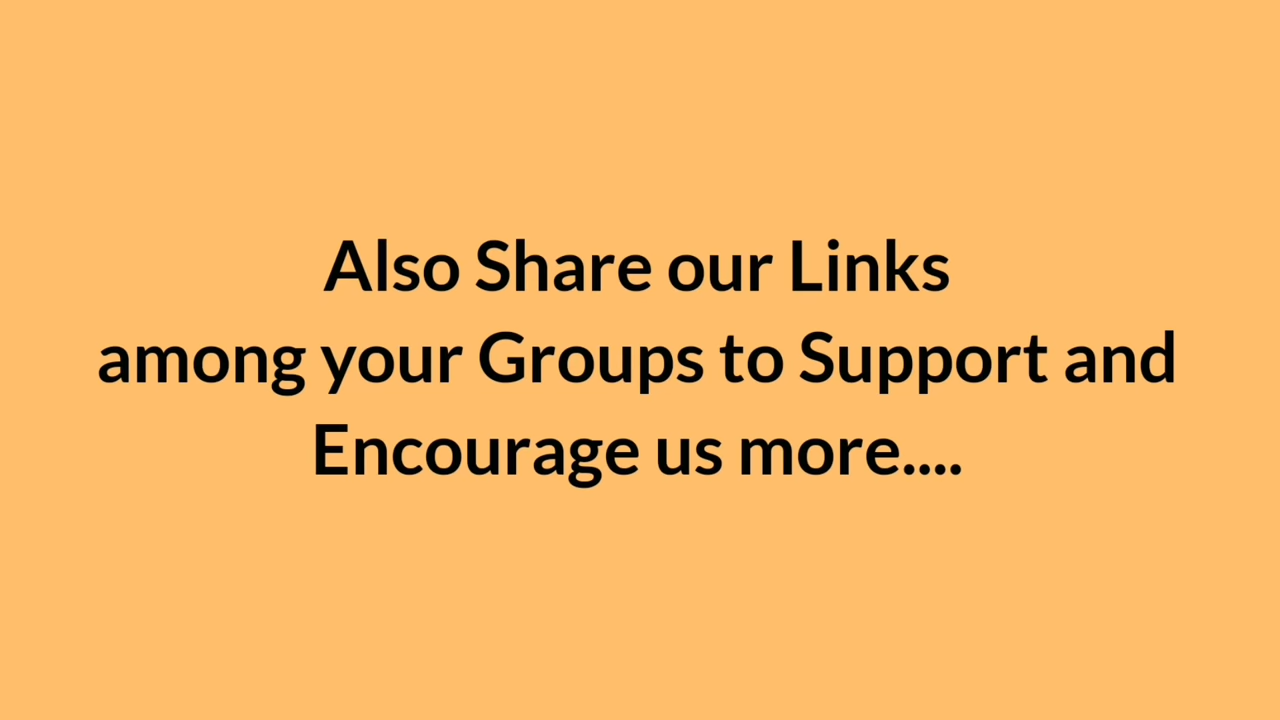 Also Share our Links
among your Groups to Support and
Encourage us more....